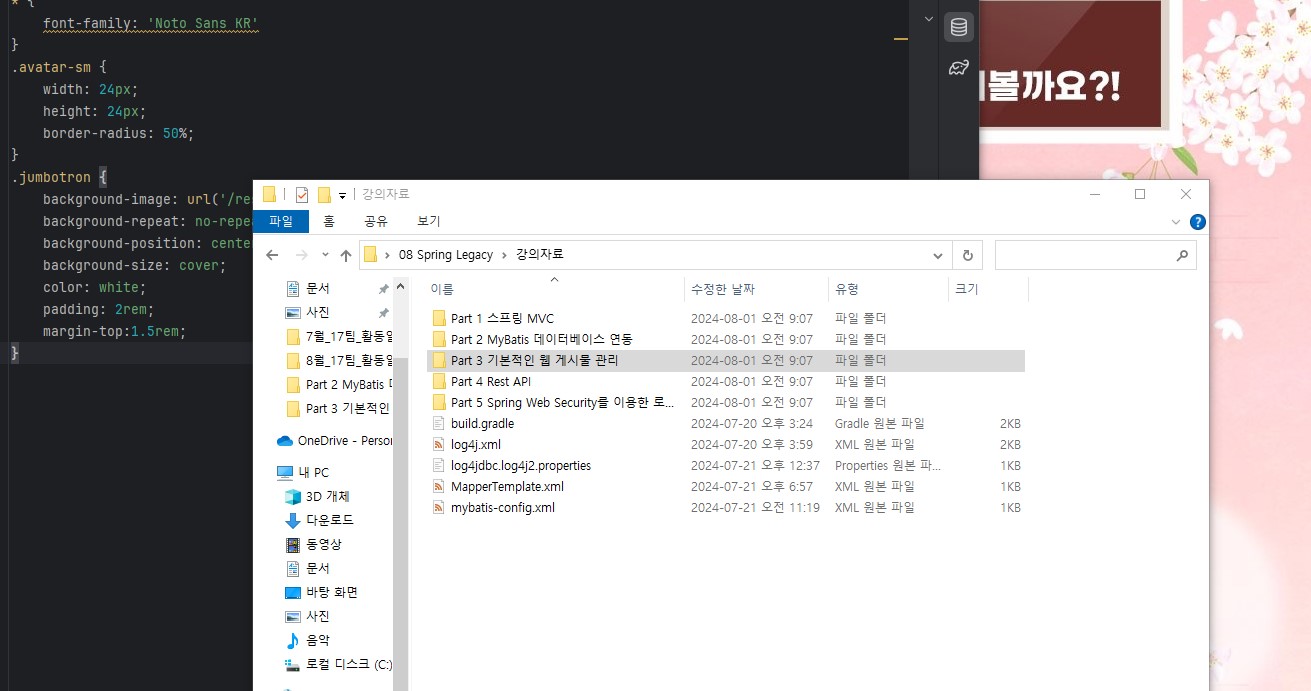 * {
font-family: 'Noto Sans KR'
}
.avatar-sm {
width: 24px;
height: 24px;
border-radius: 50%;
}
.jumbotron {
background-image: url('/re
background-repeat: no-repe
background-position: cente
background-size: cover;
color: white;
padding: 2rem;
margin-top:1.5rem;
}
볼까요?!
강의자료
파일 홈 공유 보기
08 Spring Legacy > 강의자료
이름 수정한 날짜 유형 크기
문서
사진
7월_17팀_활동일
8월_17팀_활동일
Part 2 MyBatis
Part 3 기본적인
OneDrive - Person
내 PC
3D 개체
다운로드
동영상
문서
바탕 화면
사진
음악
로컬 디스크 (C:)
Part 1 스프링 MVC 2024-08-01 오전 9:07 파일 폴더
Part 2 MyBatis 데이터베이스 연동 2024-08-01 오전 9:07 파일 폴더
Part 3 기본적인 웹 게시물 관리 2024-08-01 오전 9:07 파일 폴더
Part 4 Rest API 2024-08-01 오전 9:07 파일 폴더
Part 5 Spring Web Security를 이용한 로... 2024-08-01 오전 9:07 파일 폴더
build.gradle 2024-07-20 오후 3:24 Gradle 원본 파일 2KB
log4j.xml 2024-07-20 오후 3:59 XML 원본 파일 2KB
log4jdbc.log4j2.properties 2024-07-21 오후 12:37 Properties 원본 파... 1KB
MapperTemplate.xml 2024-07-21 오후 6:57 XML 원본 파일 1KB
mybatis-config.xml 2024-07-21 오전 11:19 XML 원본 파일 1KB